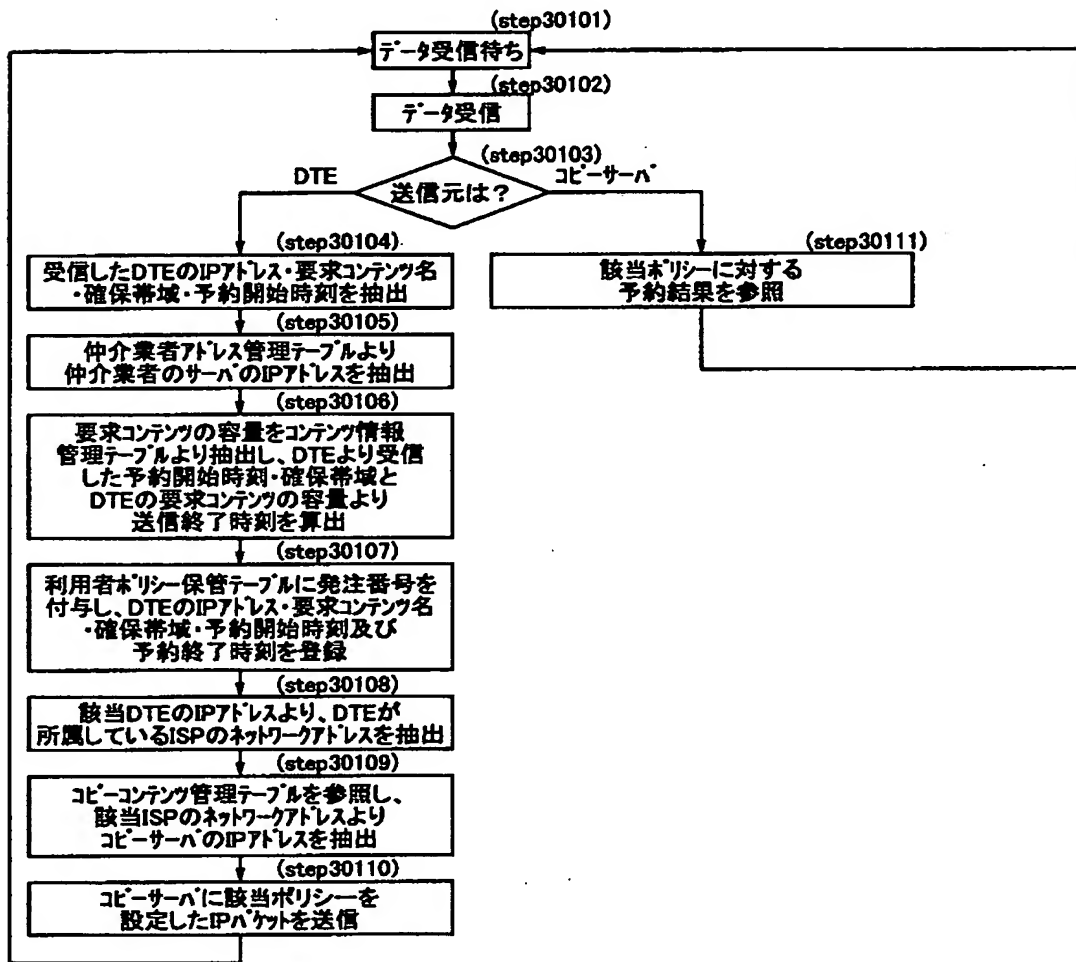 (step30101)
データ受信待ち
(step30102)
データ受信
(step30103)
DTE
送信元は?
コピーサーバ
(step30104)
受信したDTEのIPアドレス・要求コンテンツ名
・確保帯域・予約開始時刻を抽出
(step30111)
該当ポリシーに対する
予約結果を参照
(step30105)
仲介業者アドレス管理テーブルより
仲介業者のサーバのIPアドレスを抽出
(step30106)
要求コンテンツの容量をコンテンツ情報
管理テーブルより抽出し、DTEより受信
した予約開始時刻・確保帯域と
DTEの要求コンテンツの容量より
送信終了時刻を算出
(step30107)
利用者ポリシー保管テーブルに発注番号を
付与し、DTEのIPアドレス・要求コンテンツ名
・確保帯域・予約開始時刻及び
予約終了時刻を登録
(step30108)
該当DTEのIPアドレスより、DTEが
所属しているISPのネットワークアドレスを抽出
(step30109)
コピーコンテンツ管理テーブルを参照し、
該当ISPのネットワークアドレスより
コピーサーバのIPアドレスを抽出
(step30110)
コピーサーバに該当ポリシーを
設定したIPパケットを送信